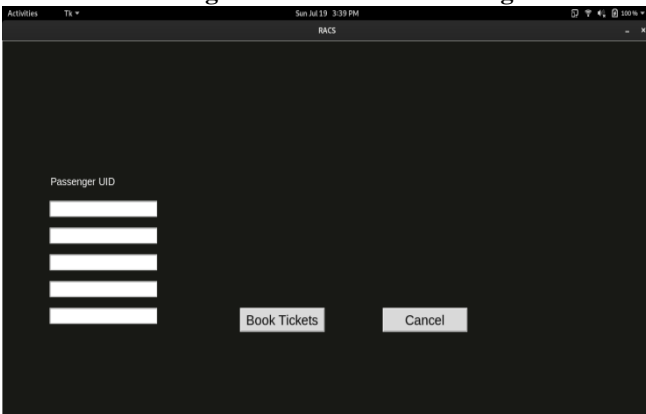 Activities Tk Sun Jul 19 3:39 PM 100 %
RACS
Passenger UID
Book Tickets Cancel